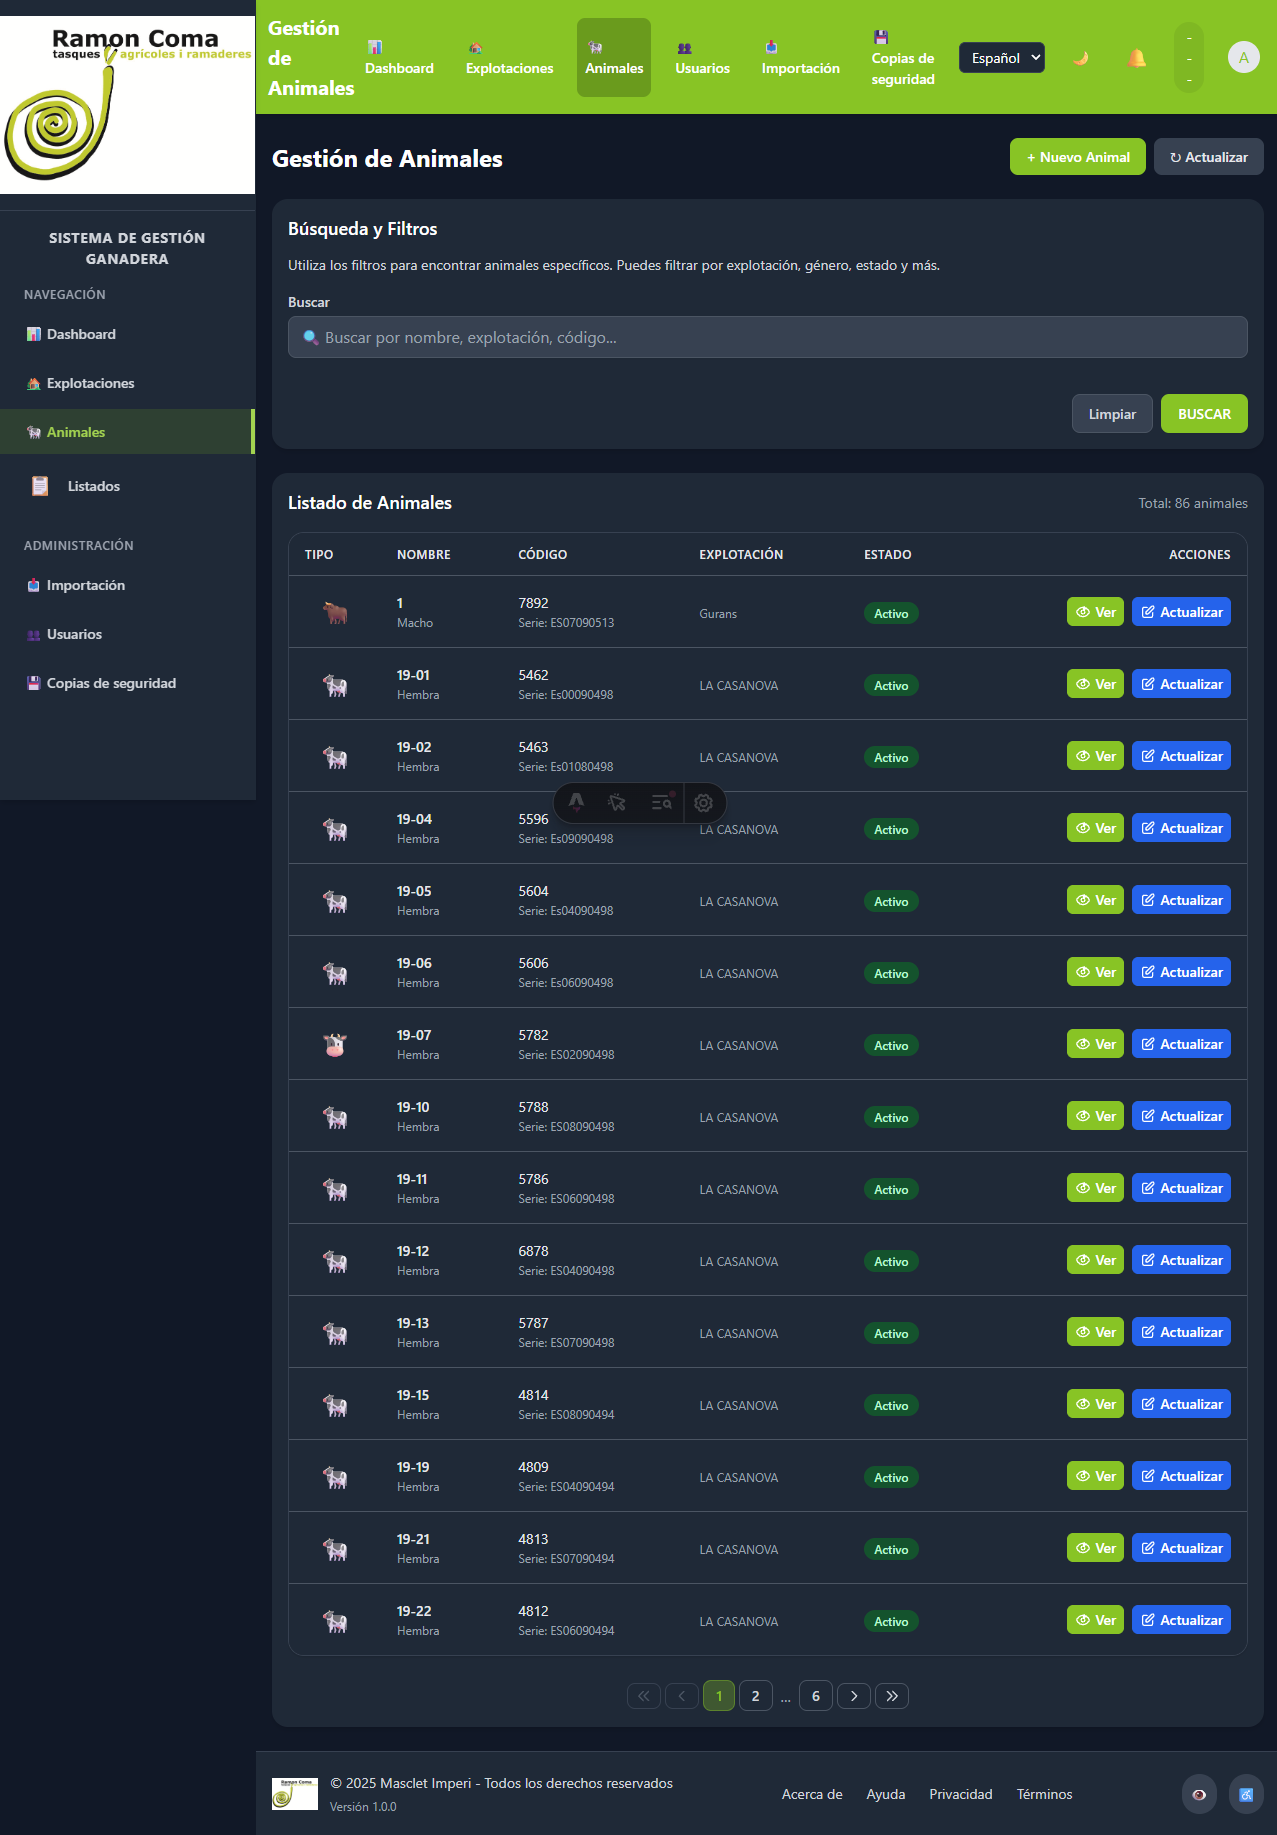 Ramon Coma
tasques agrícoles i ramaderes
SISTEMA DE GESTIÓN
GANADERA
NAVEGACIÓN
Dashboard
Explotaciones
Animales
Listados
ADMINISTRACIÓN
Importación
Usuarios
Copias de seguridad
Gestión
de
Animales
Dashboard
Explotaciones
Animales
Usuarios
Importación
Copias de
seguridad
Español
-
-
-
A
Gestión de Animales
+ Nuevo Animal
↻ Actualizar
Búsqueda y Filtros
Utiliza los filtros para encontrar animales específicos. Puedes filtrar por explotación, género, estado y más.
Buscar
Buscar por nombre, explotación, código...
Limpiar
BUSCAR
Listado de Animales
Total: 86 animales
TIPO NOMBRE CÓDIGO EXPLOTACIÓN ESTADO ACCIONES
1 7892
Macho Serie: ES07090513 Gurans Activo Ver Actualizar
19-01 5462
Hembra Serie: Es00090498 LA CASANOVA Activo Ver Actualizar
19-02 5463
Hembra Serie: Es01080498 LA CASANOVA Activo Ver Actualizar
19-04 5596
Hembra Serie: Es09090498 LA CASANOVA Activo Ver Actualizar
19-05 5604
Hembra Serie: Es04090498 LA CASANOVA Activo Ver Actualizar
19-06 5606
Hembra Serie: Es06090498 LA CASANOVA Activo Ver Actualizar
19-07 5782
Hembra Serie: ES02090498 LA CASANOVA Activo Ver Actualizar
19-10 5788
Hembra Serie: ES08090498 LA CASANOVA Activo Ver Actualizar
19-11 5786
Hembra Serie: ES06090498 LA CASANOVA Activo Ver Actualizar
19-12 6878
Hembra Serie: ES04090498 LA CASANOVA Activo Ver Actualizar
19-13 5787
Hembra Serie: ES07090498 LA CASANOVA Activo Ver Actualizar
19-15 4814
Hembra Serie: ES08090494 LA CASANOVA Activo Ver Actualizar
19-19 4809
Hembra Serie: ES04090494 LA CASANOVA Activo Ver Actualizar
19-21 4813
Hembra Serie: ES07090494 LA CASANOVA Activo Ver Actualizar
19-22 4812
Hembra Serie: ES06090494 LA CASANOVA Activo Ver Actualizar
1 2 ... 6
Ramon Coma
© 2025 Masclet Imperi - Todos los derechos reservados
Versión 1.0.0
Acerca de Ayuda Privacidad Términos